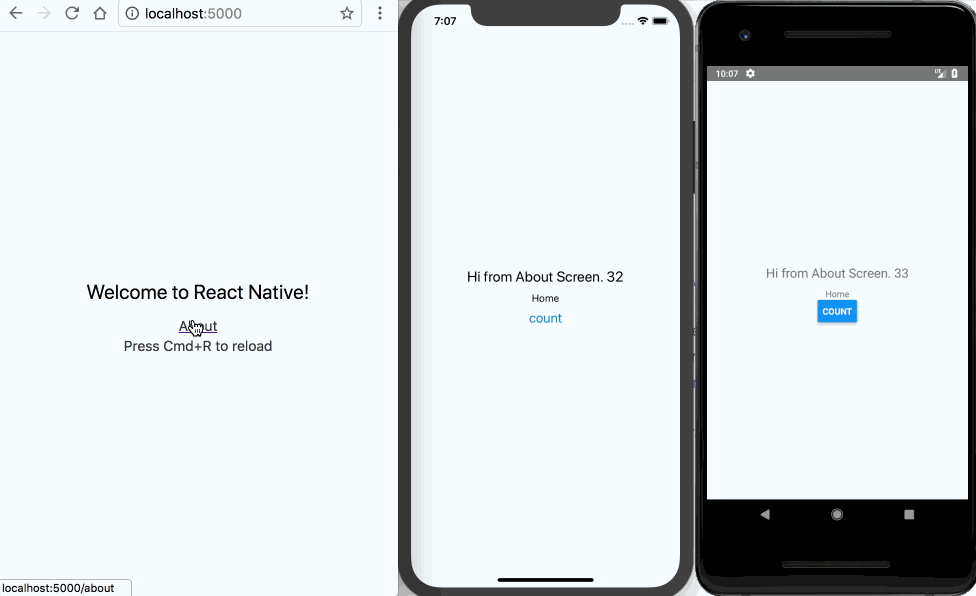 localhost:5000
Welcome to React Native!
About
Press Cmd+R to reload
localhost:5000/about
7:07
Hi from About Screen. 32
Home
count
10:07
LTE
Hi from About Screen. 33
Home
COUNT